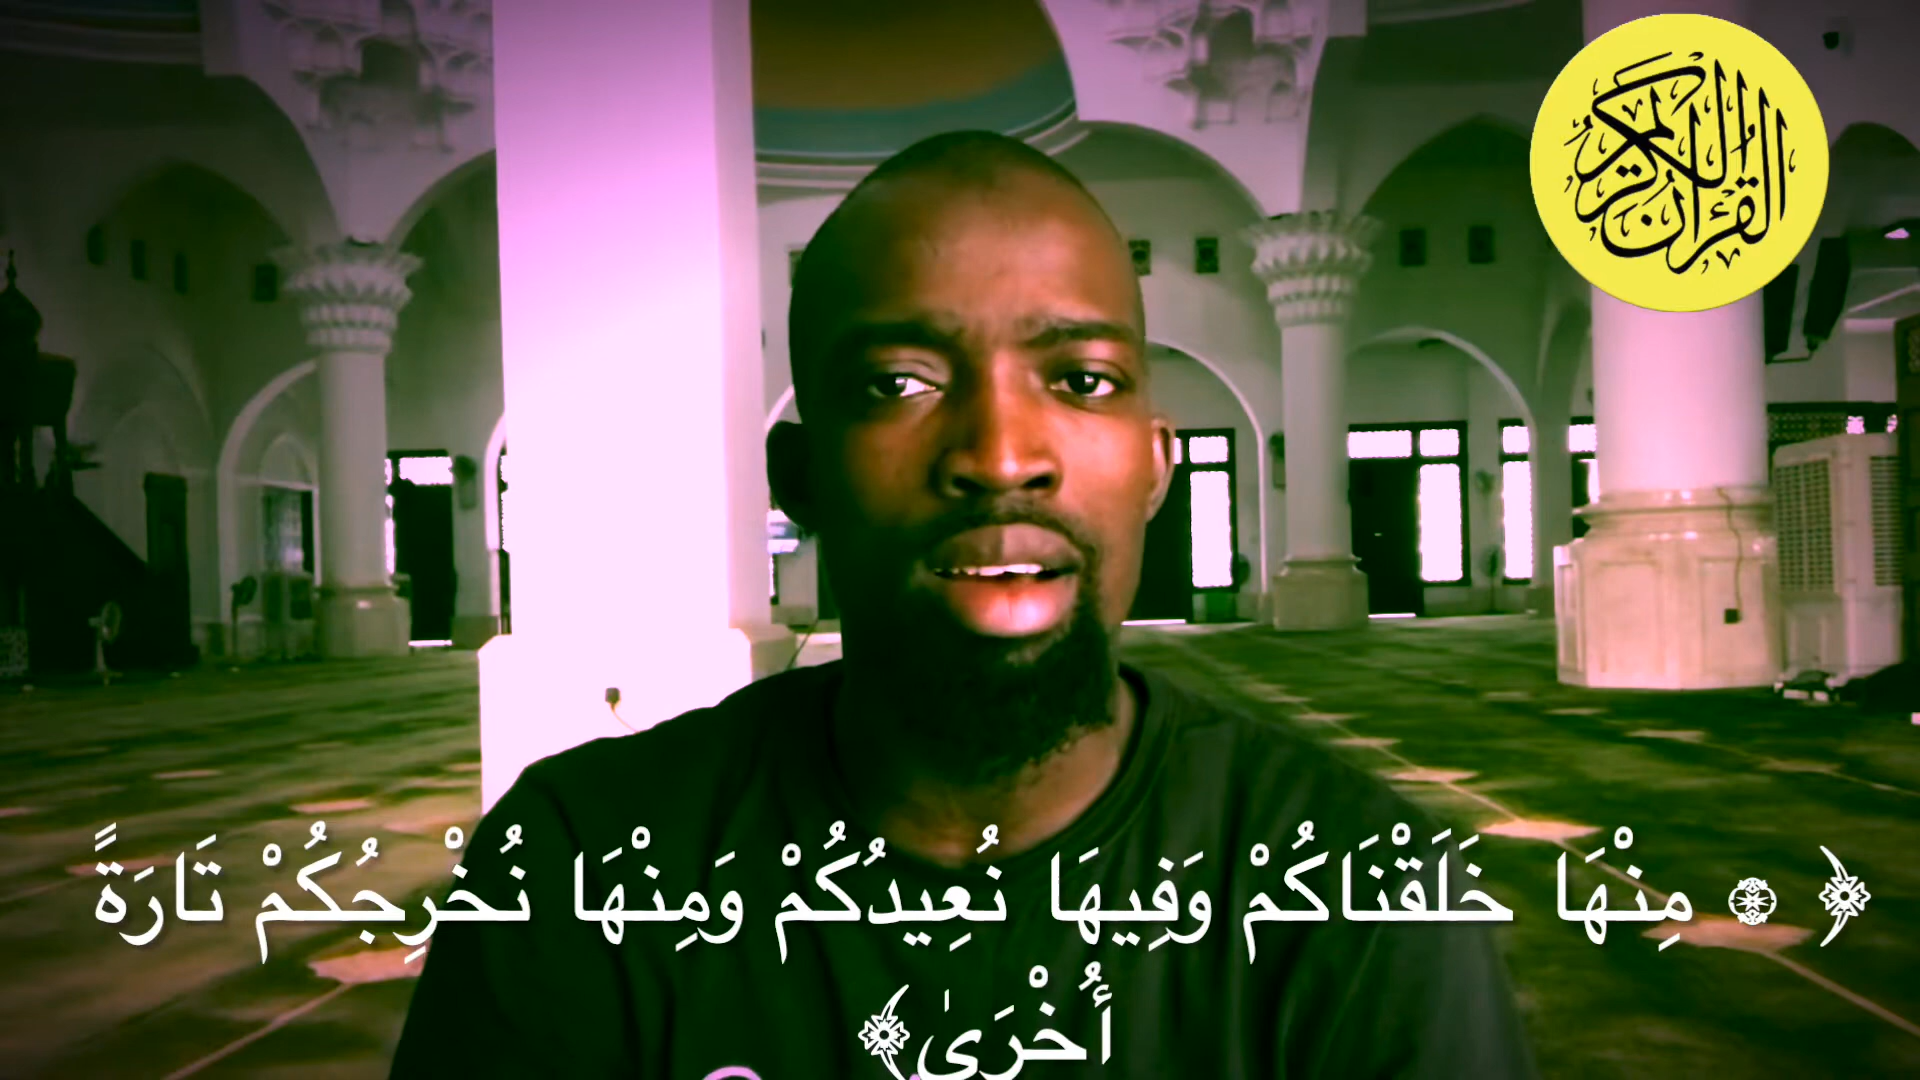 القرآن الكريم
﴿ ۞ مِنْهَا خَلَقْنَاكُمْ وَفِيهَا نُعِيدُكُمْ وَمِنْهَا نُخْرِجُكُمْ تَارَةً
أُخْرَىٰ﴾